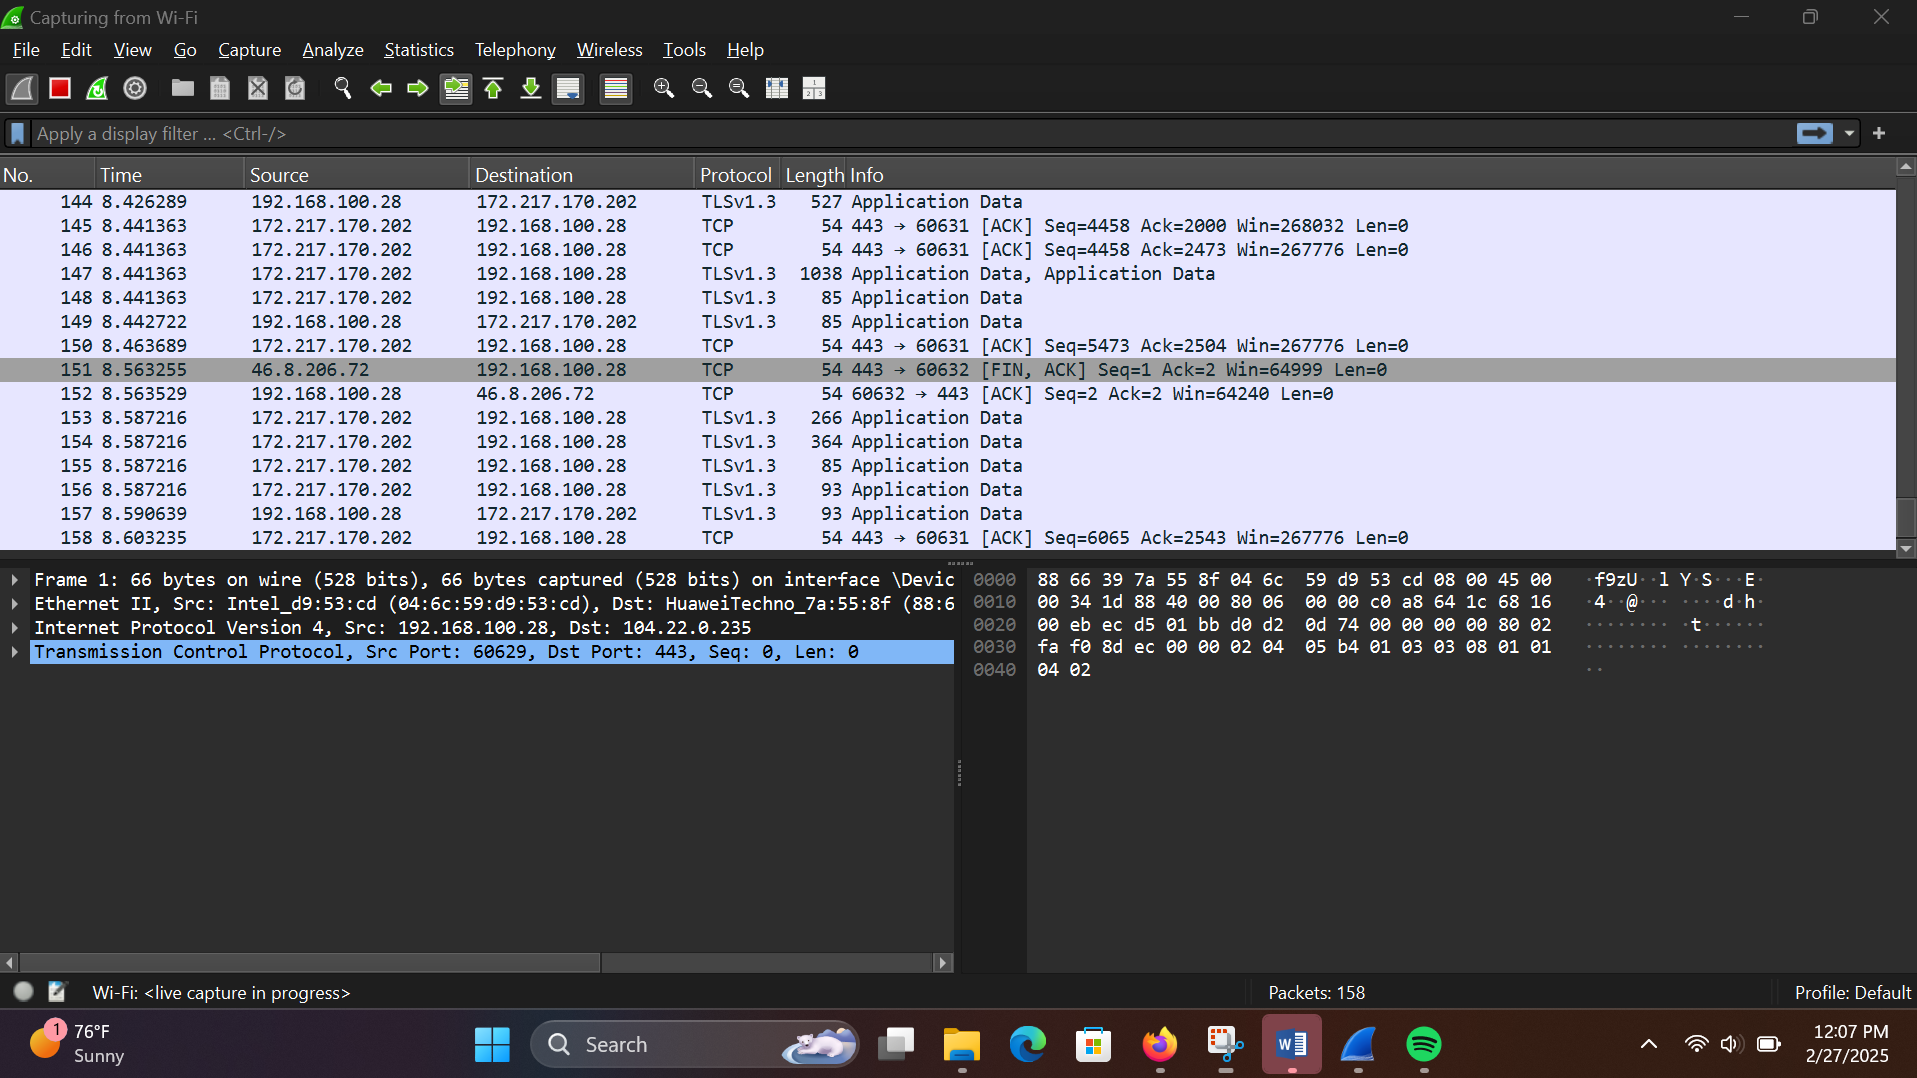 Capturing from Wi-Fi
File Edit View Go Capture Analyze Statistics Telephony Wireless Tools Help
Apply a display filter ... <Ctrl-/>
No. Time Source Destination Protocol Length Info
144 8.426289 192.168.100.28 172.217.170.202 TLSv1.3 527 Application Data
145 8.441363 172.217.170.202 192.168.100.28 TCP 54 443 → 60631 [ACK] Seq=4458 Ack=2000 Win=268032 Len=0
146 8.441363 172.217.170.202 192.168.100.28 TCP 54 443 → 60631 [ACK] Seq=4458 Ack=2473 Win=267776 Len=0
147 8.441363 172.217.170.202 192.168.100.28 TLSv1.3 1038 Application Data, Application Data
148 8.441363 172.217.170.202 192.168.100.28 TLSv1.3 85 Application Data
149 8.442722 192.168.100.28 172.217.170.202 TLSv1.3 85 Application Data
150 8.463689 172.217.170.202 192.168.100.28 TCP 54 443 → 60631 [ACK] Seq=5473 Ack=2504 Win=267776 Len=0
151 8.563255 46.8.206.72 192.168.100.28 TCP 54 443 → 60632 [FIN, ACK] Seq=1 Ack=2 Win=64999 Len=0
152 8.563529 192.168.100.28 46.8.206.72 TCP 54 60632 → 443 [ACK] Seq=2 Ack=2 Win=64240 Len=0
153 8.587216 172.217.170.202 192.168.100.28 TLSv1.3 266 Application Data
154 8.587216 172.217.170.202 192.168.100.28 TLSv1.3 364 Application Data
155 8.587216 172.217.170.202 192.168.100.28 TLSv1.3 85 Application Data
156 8.587216 172.217.170.202 192.168.100.28 TLSv1.3 93 Application Data
157 8.590639 192.168.100.28 172.217.170.202 TLSv1.3 93 Application Data
158 8.603235 172.217.170.202 192.168.100.28 TCP 54 443 → 60631 [ACK] Seq=6065 Ack=2543 Win=267776 Len=0
Frame 1: 66 bytes on wire (528 bits), 66 bytes captured (528 bits) on interface \Devic
Ethernet II, Src: Intel_d9:53:cd (04:6c:59:d9:53:cd), Dst: HuaweiTechno_7a:55:8f (88:6
Internet Protocol Version 4, Src: 192.168.100.28, Dst: 104.22.0.235
Transmission Control Protocol, Src Port: 60629, Dst Port: 443, Seq: 0, Len: 0
0000 88 66 39 7a 55 8f 04 6c 59 d9 53 cd 08 00 45 00 ·f9zU··l Y·S···E·
0010 00 34 1d 88 40 00 80 06 00 00 c0 a8 64 1c 68 16 ·4··@··· ····d·h·
0020 00 eb ec d5 01 bb d0 d2 0d 74 00 00 00 00 80 02 ········ ·t······
0030 fa f0 8d ec 00 00 02 04 05 b4 01 03 03 08 01 01 ········ ········
0040 04 02 ··
Wi-Fi: <live capture in progress> Packets: 158 Profile: Default
1 76°F
Sunny
Search
12:07 PM
2/27/2025